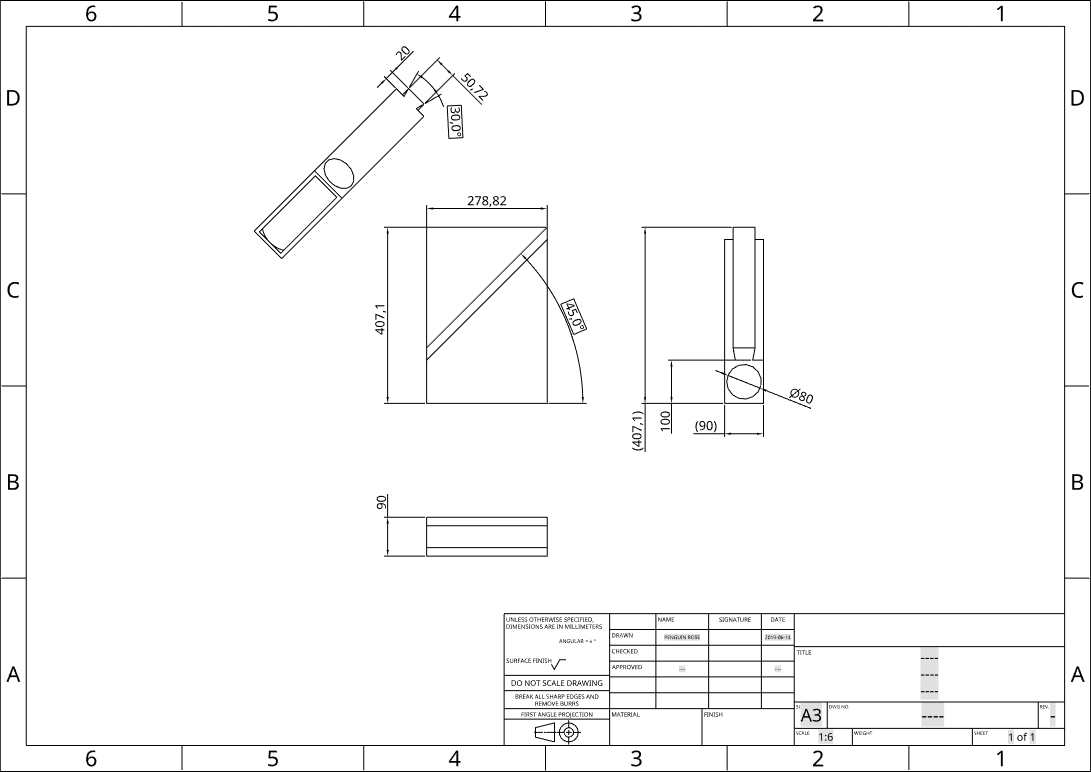 6 5 4 3 2 1
D D
20
50,72
30,0°
278,82
C C
407,1
45,0°
Ø80
(407,1)
100
(90)
B B
90
A A
UNLESS OTHERWISE SPECIFIED,
DIMENSIONS ARE IN MILLIMETERS
ANGULAR = ± °
SURFACE FINISH
DO NOT SCALE DRAWING
BREAK ALL SHARP EDGES AND
REMOVE BURRS
FIRST ANGLE PROJECTION
NAME SIGNATURE DATE
DRAWN PENGUIN ROSE 2019-06-14
CHECKED
APPROVED --- ---
MATERIAL FINISH
TITLE
----
----
----
A3 DWG NO. ---- REV. -
SCALE 1:6 WEIGHT SHEET 1 of 1
6 5 4 3 2 1